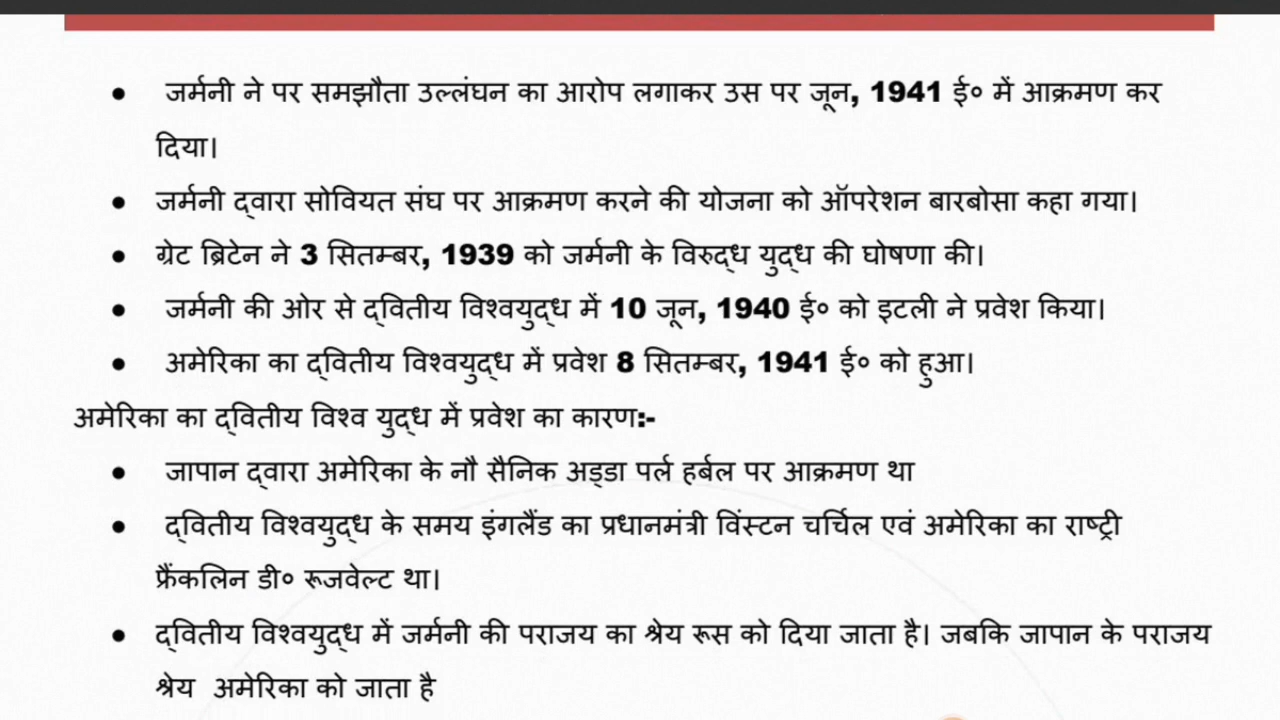 ● जर्मनी ने पर समझौता उल्लंघन का आरोप लगाकर उस पर जून, 1941 ई० में आक्रमण कर
दिया।
● जर्मनी द्वारा सोवियत संघ पर आक्रमण करने की योजना को ऑपरेशन बारबोसा कहा गया।
● ग्रेट ब्रिटेन ने 3 सितम्बर, 1939 को जर्मनी के विरुद्ध युद्ध की घोषणा की।
● जर्मनी की ओर से द्वितीय विश्वयुद्ध में 10 जून, 1940 ई० को इटली ने प्रवेश किया।
● अमेरिका का द्वितीय विश्वयुद्ध में प्रवेश 8 सितम्बर, 1941 ई० को हुआ।
अमेरिका का द्वितीय विश्व युद्ध में प्रवेश का कारण:-
● जापान द्वारा अमेरिका के नौ सैनिक अड्डा पर्ल हर्बल पर आक्रमण था
● द्वितीय विश्वयुद्ध के समय इंगलैंड का प्रधानमंत्री विंस्टन चर्चिल एवं अमेरिका का राष्ट्री
फ्रैंकलिन डी० रूजवेल्ट था।
● द्वितीय विश्वयुद्ध में जर्मनी की पराजय का श्रेय रूस को दिया जाता है। जबकि जापान के पराजय
श्रेय अमेरिका को जाता है